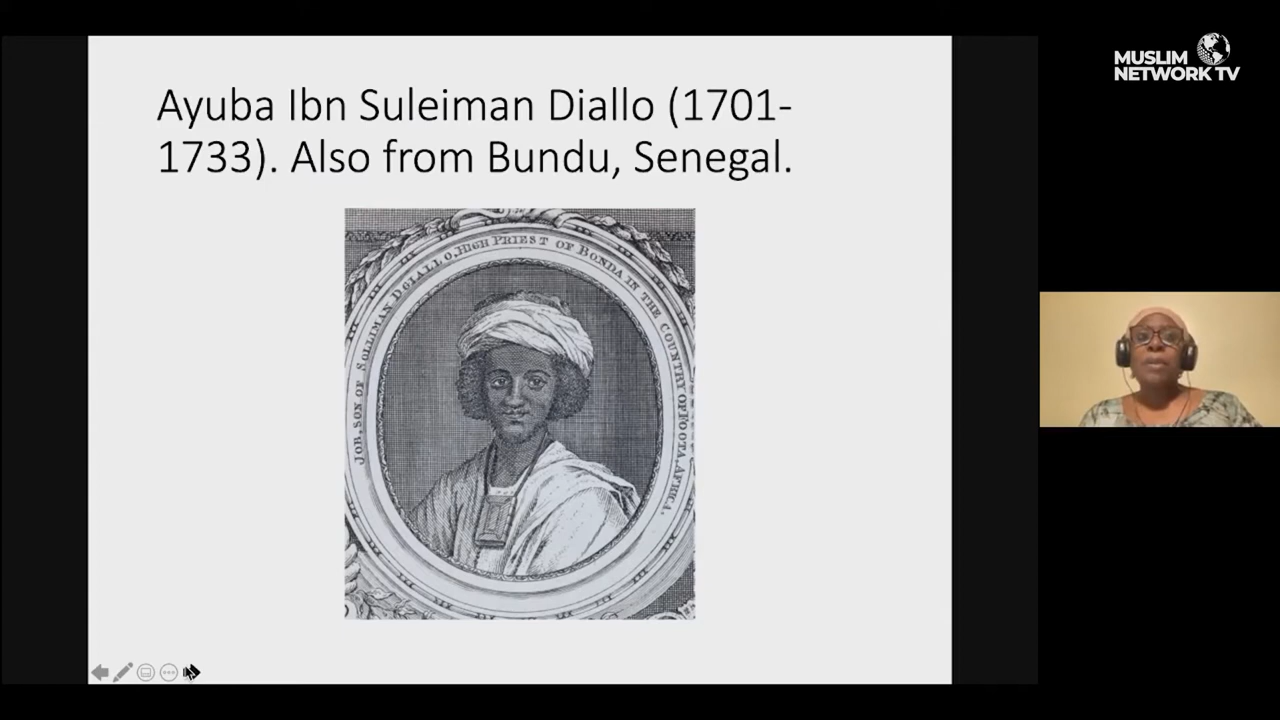 Ayuba Ibn Suleiman Diallo (1701-
1733). Also from Bundu, Senegal.
JOB, SON OF SOLLIMAN DGIALLO, HIGH PRIEST OF BONDA IN THE COUNTRY OF FOOTA, AFRICA.
MUSLIM
NETWORK TV